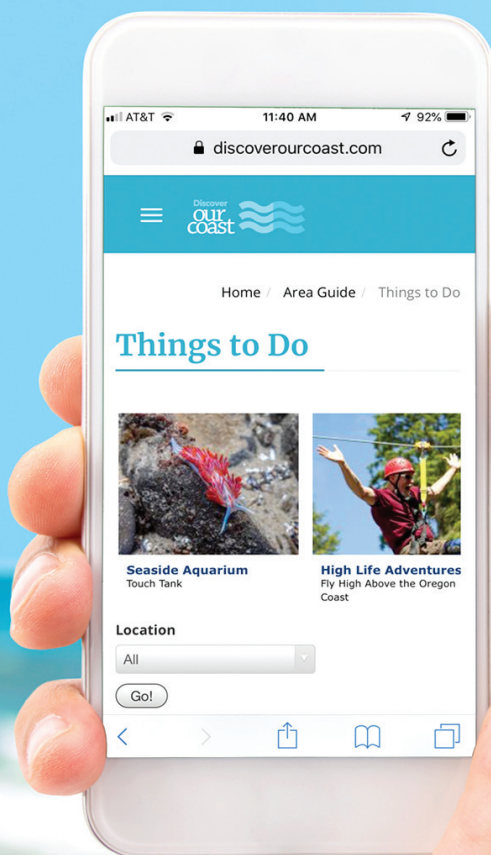 AT&T 11:40 AM 92%
discoverourcoast.com
Discover
our
coast
Home / Area Guide / Things to Do
Things to Do
Seaside Aquarium
Touch Tank
High Life Adventures
Fly High Above the Oregon
Coast
Location
All
Go!